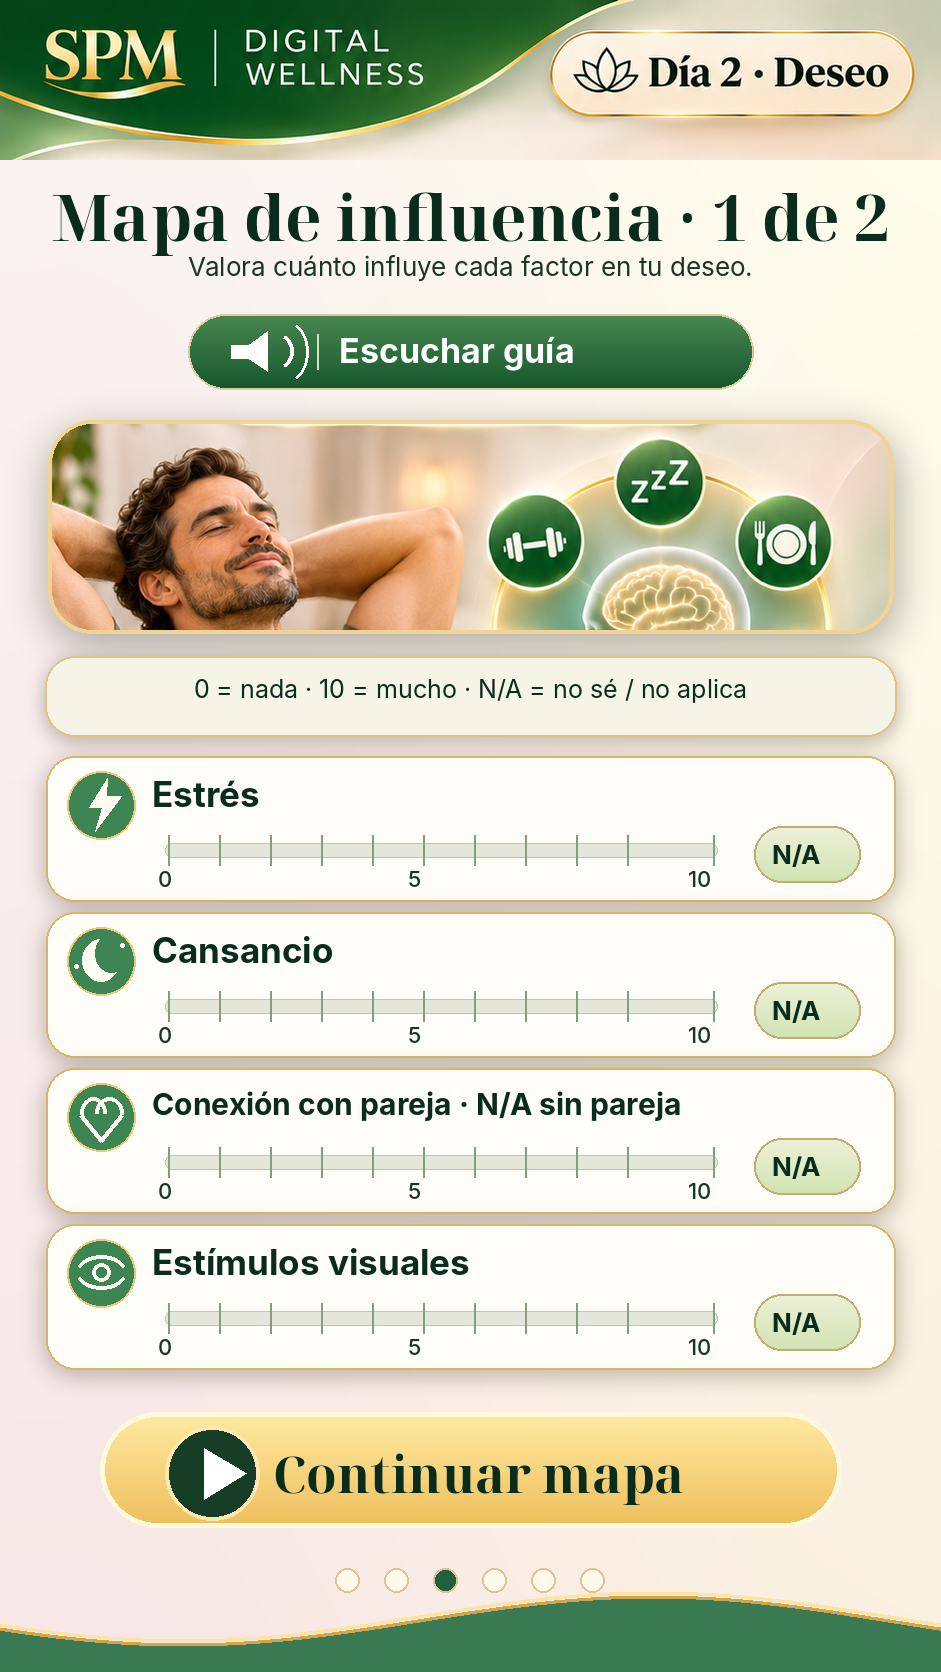 SPM
DIGITAL
WELLNESS
Día 2 · Deseo
Mapa de influencia · 1 de 2
Valora cuánto influye cada factor en tu deseo.
Escuchar guía
zzZ
0 = nada · 10 = mucho · N/A = no sé / no aplica
Estrés
0 5 10
N/A
Cansancio
0 5 10
N/A
Conexión con pareja · N/A sin pareja
0 5 10
N/A
Estímulos visuales
0 5 10
N/A
Continuar mapa